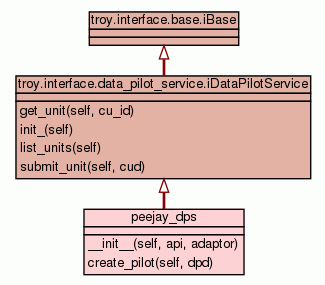 troy.interface.base.iBase
troy.interface.data_pilot_service.iDataPilotService
get_unit(self, cu_id)
init_(self)
list_units(self)
submit_unit(self, cud)
peejay_dps
__init__(self, api, adaptor)
create_pilot(self, dpd)